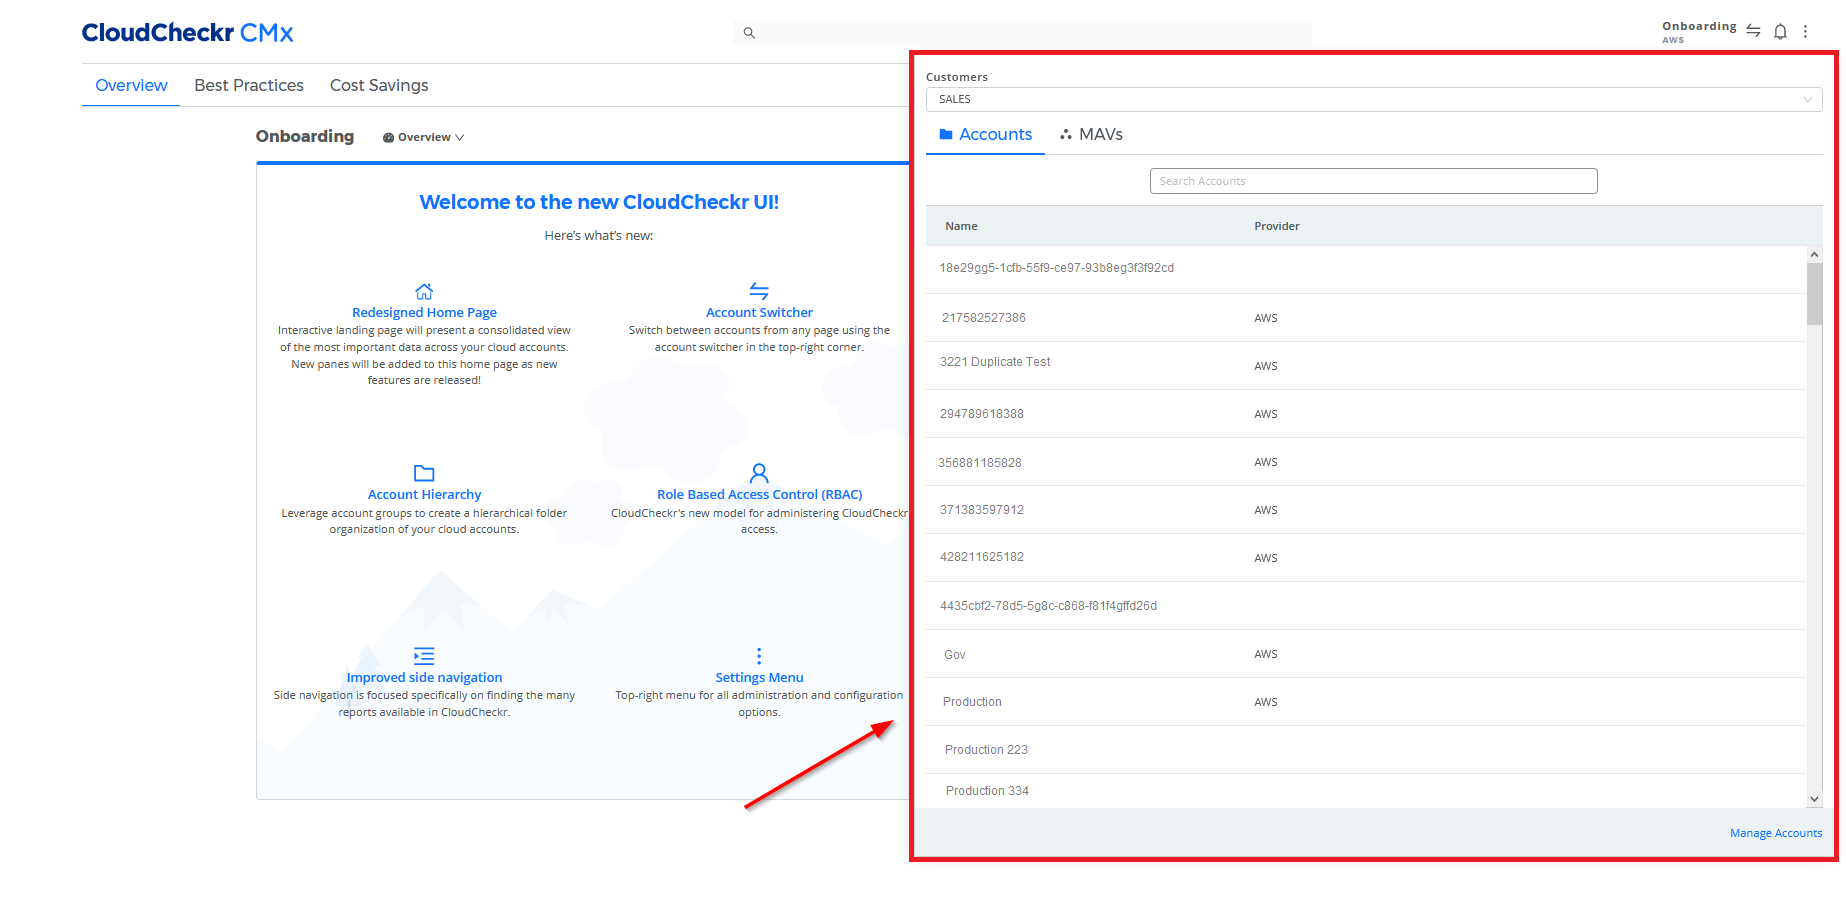 CloudCheckr CMx
Onboarding
AWS
Overview
Best Practices
Cost Savings
Onboarding
Overview
Welcome to the new CloudCheckr UI!
Here's what's new:
Redesigned Home Page
Interactive landing page will present a consolidated view
of the most important data across your cloud accounts.
New panes will be added to this home page as new
features are released!
Account Switcher
Switch between accounts from any page using the
account switcher in the top-right corner.
Account Hierarchy
Leverage account groups to create a hierarchical folder
organization of your cloud accounts.
Role Based Access Control (RBAC)
CloudCheckr's new model for administering CloudCheckr
access.
Improved side navigation
Side navigation is focused specifically on finding the many
reports available in CloudCheckr.
Settings Menu
Top-right menu for all administration and configuration
options.
Customers
SALES
Accounts
MAVs
Search Accounts
Name Provider
18e29gg5-1cfb-55f9-ce97-93b8eg3f3f92cd
217582527386 AWS
3221 Duplicate Test AWS
294789618388 AWS
356881185828 AWS
371383597912 AWS
428211625182 AWS
4435cbf2-78d5-5g8c-c868-f81f4gffd26d
Gov AWS
Production AWS
Production 223
Production 334
Manage Accounts